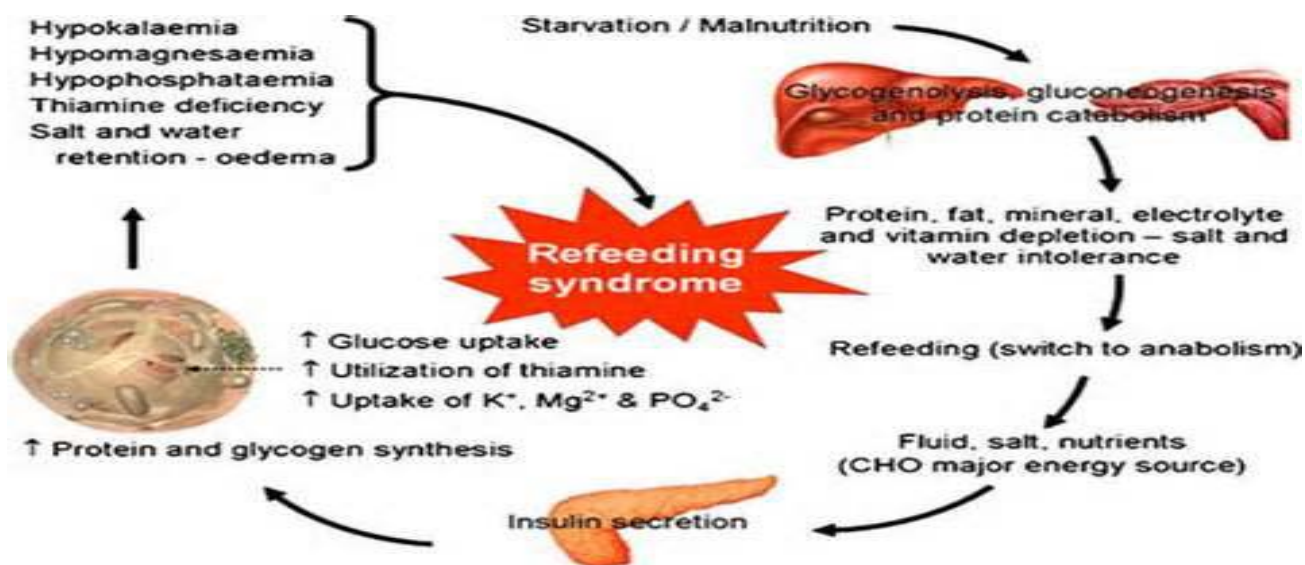 Starvation / Malnutrition
Glycogenolysis, gluconeogenesis
and protein catabolism
Protein, fat, mineral, electrolyte
and vitamin depletion – salt and
water intolerance
Refeeding (switch to anabolism)
Fluid, salt, nutrients
(CHO major energy source)
Insulin secretion
↑ Protein and glycogen synthesis
↑ Glucose uptake
↑ Utilization of thiamine
↑ Uptake of K⁺, Mg²⁺ & PO₄²⁻
Hypokalaemia
Hypomagnesaemia
Hypophosphataemia
Thiamine deficiency
Salt and water
retention - oedema
Refeeding
syndrome